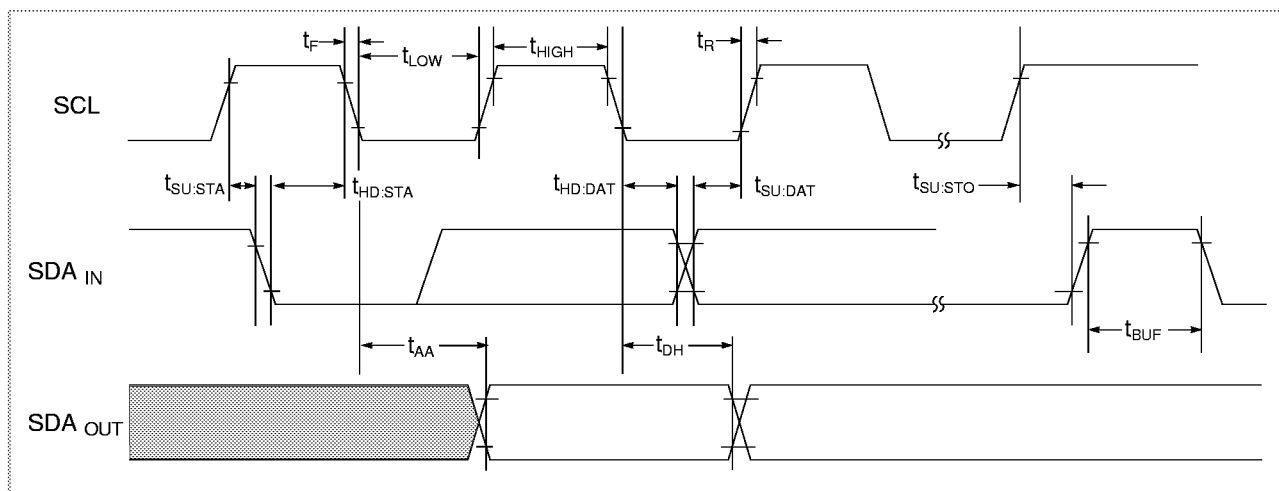 tF
tLOW
tHIGH
tR
SCL
tSU:STA
tHD:STA
tHD:DAT
tSU:DAT
tSU:STO
SDA IN
tBUF
tAA
tDH
SDA OUT